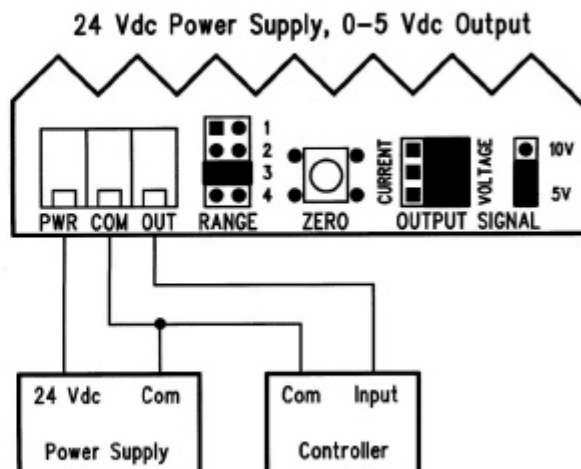 24 Vdc Power Supply, 0-5 Vdc Output
1
2
3
4
PWR COM OUT RANGE ZERO
CURRENT
OUTPUT
VOLTAGE
SIGNAL
10V
5V
24 Vdc Com
Power Supply
Com Input
Controller